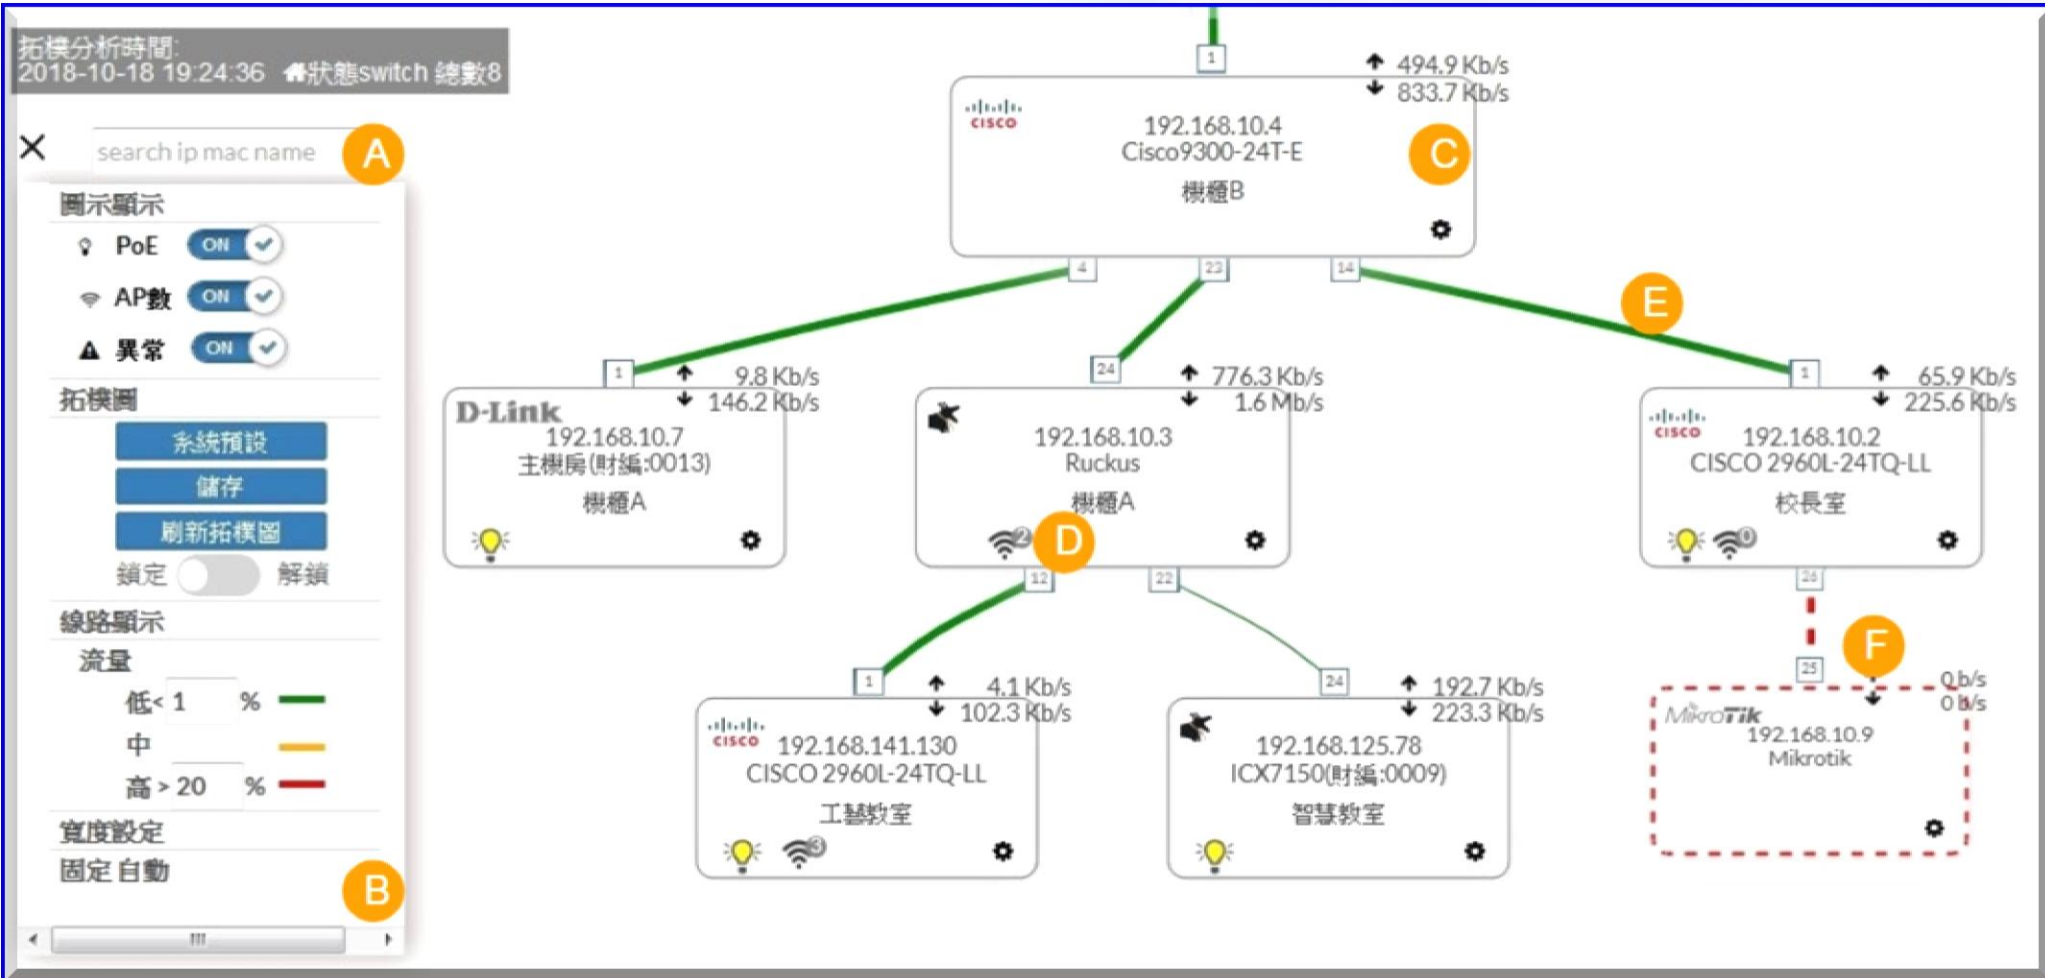 拓樸分析時間:
2018-10-18 19:24:36 狀態switch 總數8
search ip mac name
A
圖示顯示
PoE ON
AP數 ON
異常 ON
拓樸圖
系統預設
儲存
刷新拓樸圖
鎖定 解鎖
線路顯示
流量
低< 1 %
中
高 > 20 %
寬度設定
固定 自動
B
1
494.9 Kb/s
833.7 Kb/s
CISCO
192.168.10.4
Cisco9300-24T-E
機櫃B
C
4
23
14
E
1
9.8 Kb/s
146.2 Kb/s
D-Link
192.168.10.7
主機房(財編:0013)
機櫃A
24
776.3 Kb/s
1.6 Mb/s
192.168.10.3
Ruckus
機櫃A
2
D
12
22
1
65.9 Kb/s
225.6 Kb/s
CISCO
192.168.10.2
CISCO 2960L-24TQ-LL
校長室
0
26
1
4.1 Kb/s
102.3 Kb/s
CISCO
192.168.141.130
CISCO 2960L-24TQ-LL
工藝教室
3
24
192.7 Kb/s
223.3 Kb/s
192.168.125.78
ICX7150(財編:0009)
智慧教室
25
F
0 b/s
0 b/s
MikroTik
192.168.10.9
Mikrotik